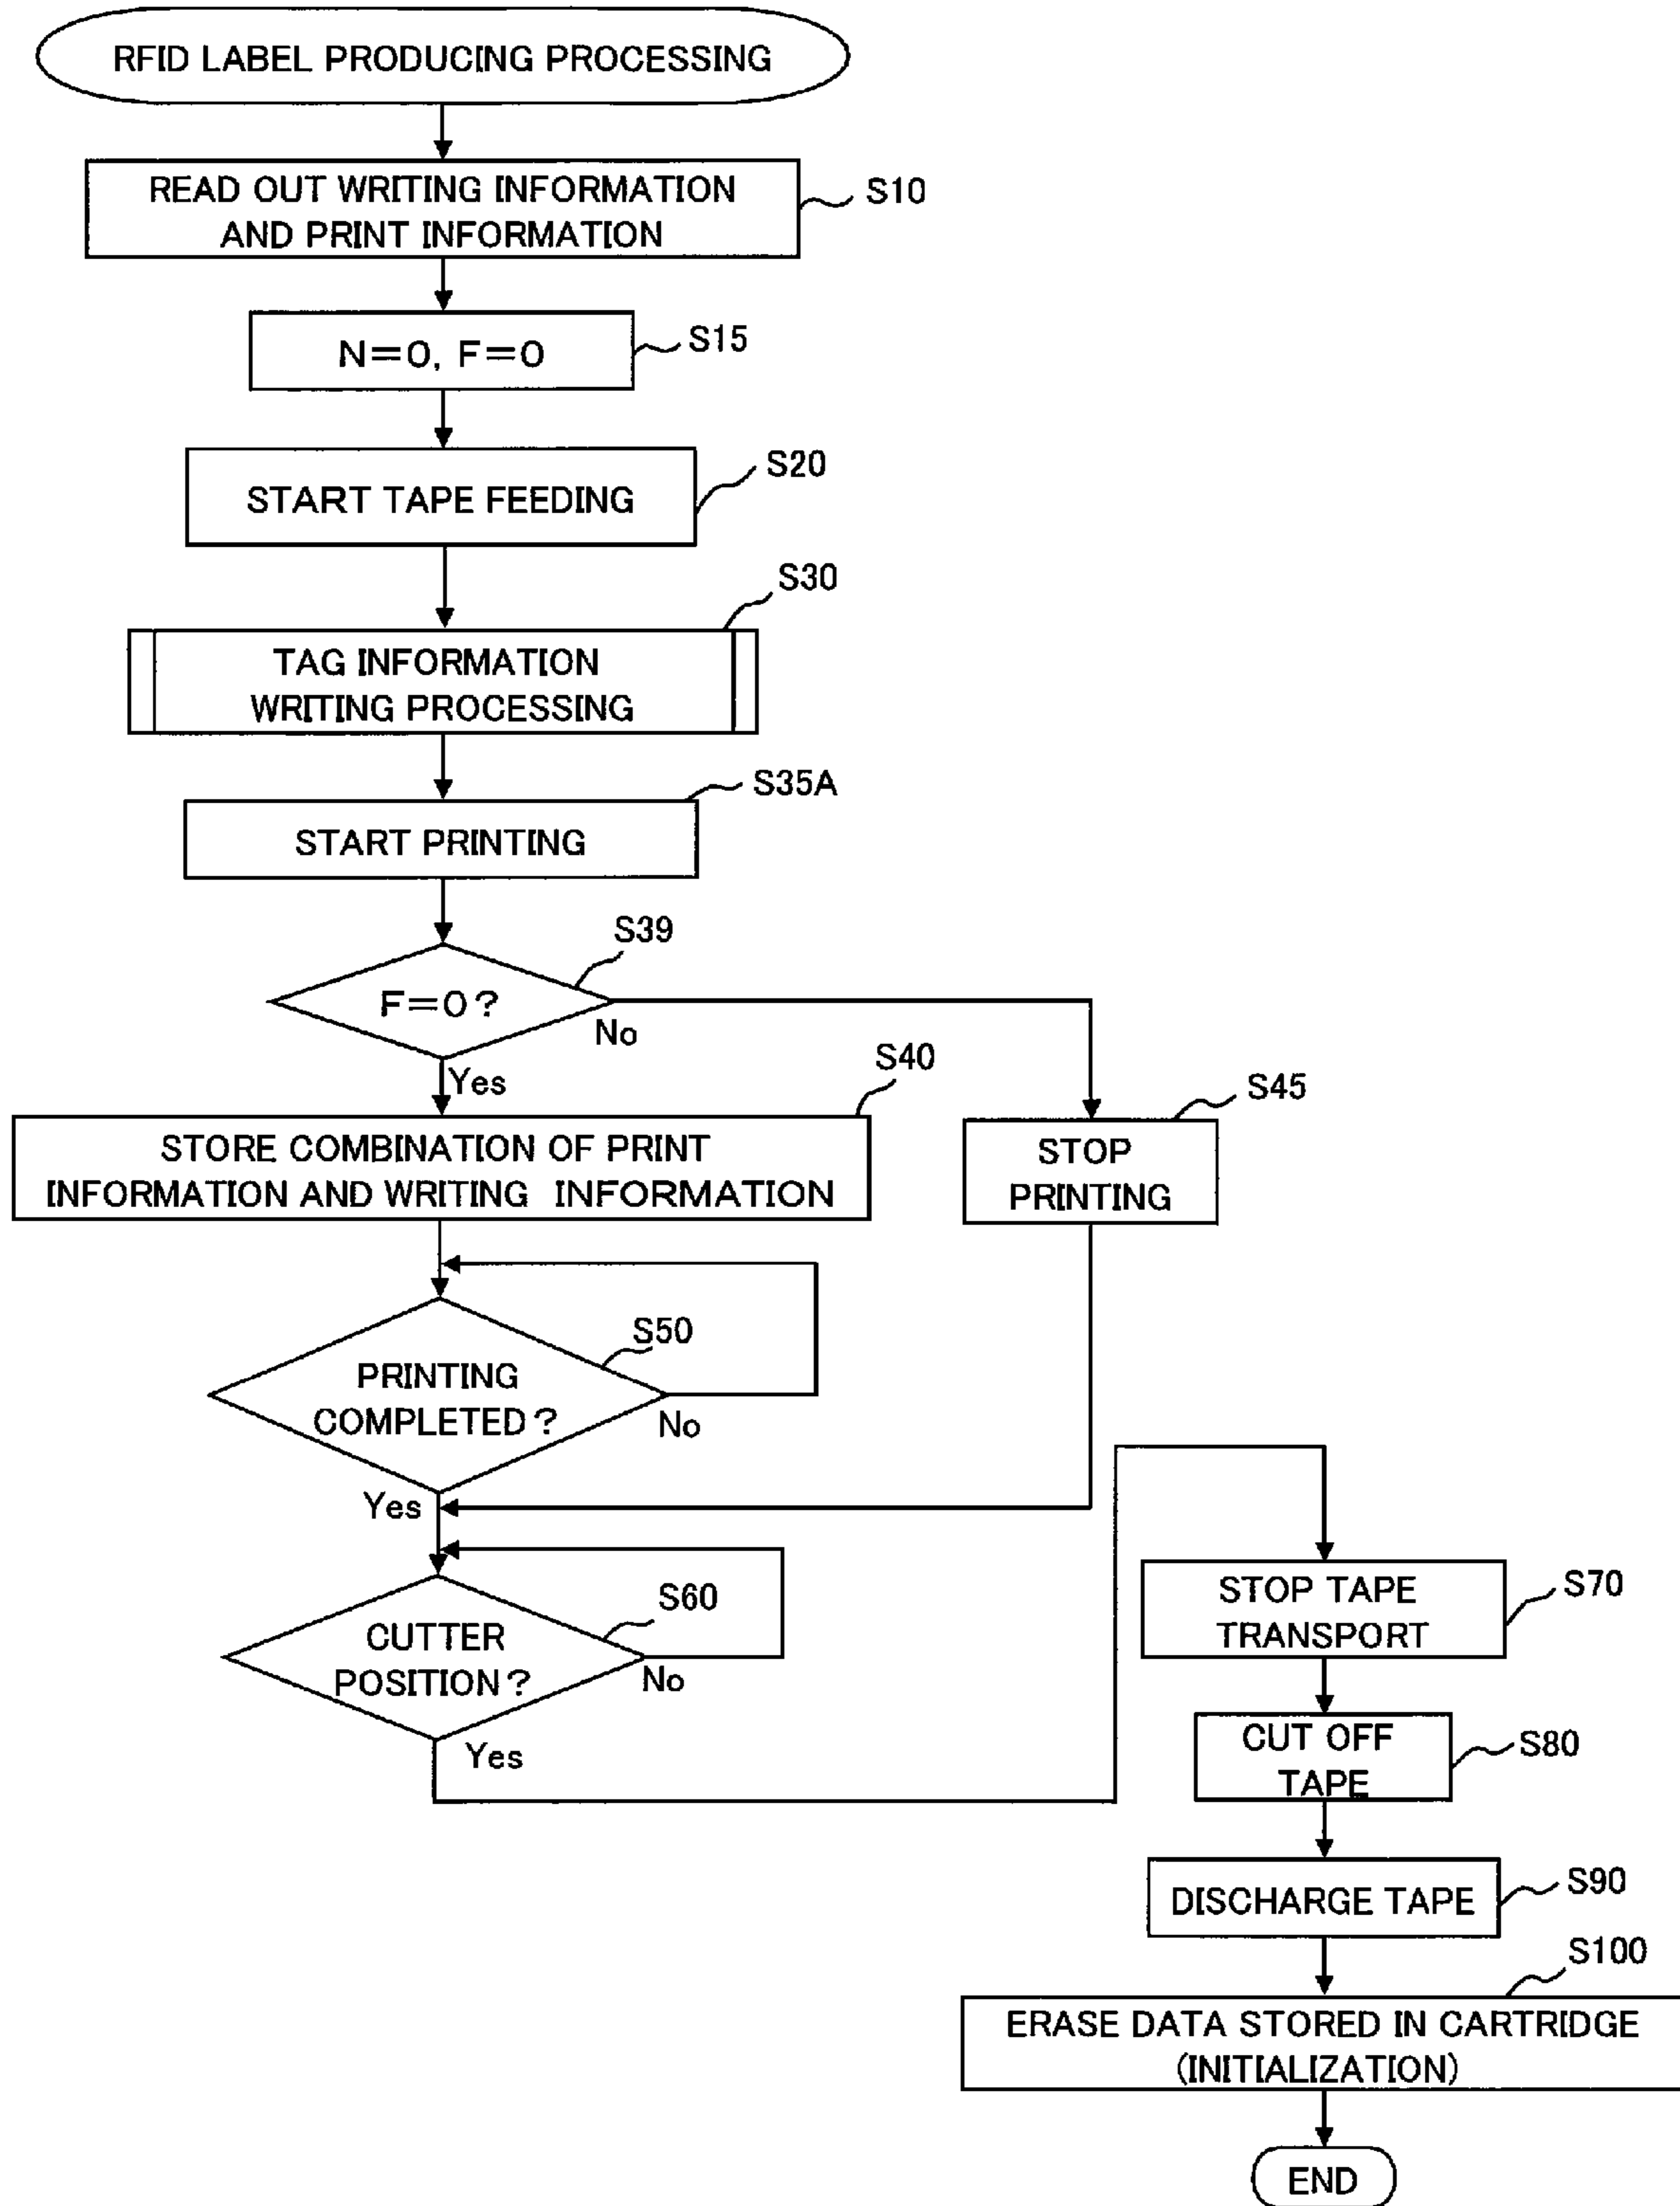 RFID LABEL PRODUCING PROCESSING
READ OUT WRITING INFORMATION
AND PRINT INFORMATION
S10
N=0, F=0
S15
START TAPE FEEDING
S20
TAG INFORMATION
WRITING PROCESSING
S30
START PRINTING
S35A
F=0?
S39
No
Yes
STORE COMBINATION OF PRINT
INFORMATION AND WRITING INFORMATION
S40
STOP
PRINTING
S45
PRINTING
COMPLETED?
S50
No
Yes
CUTTER
POSITION?
S60
No
Yes
STOP TAPE
TRANSPORT
S70
CUT OFF
TAPE
S80
DISCHARGE TAPE
S90
ERASE DATA STORED IN CARTRIDGE
(INITIALIZATION)
S100
END